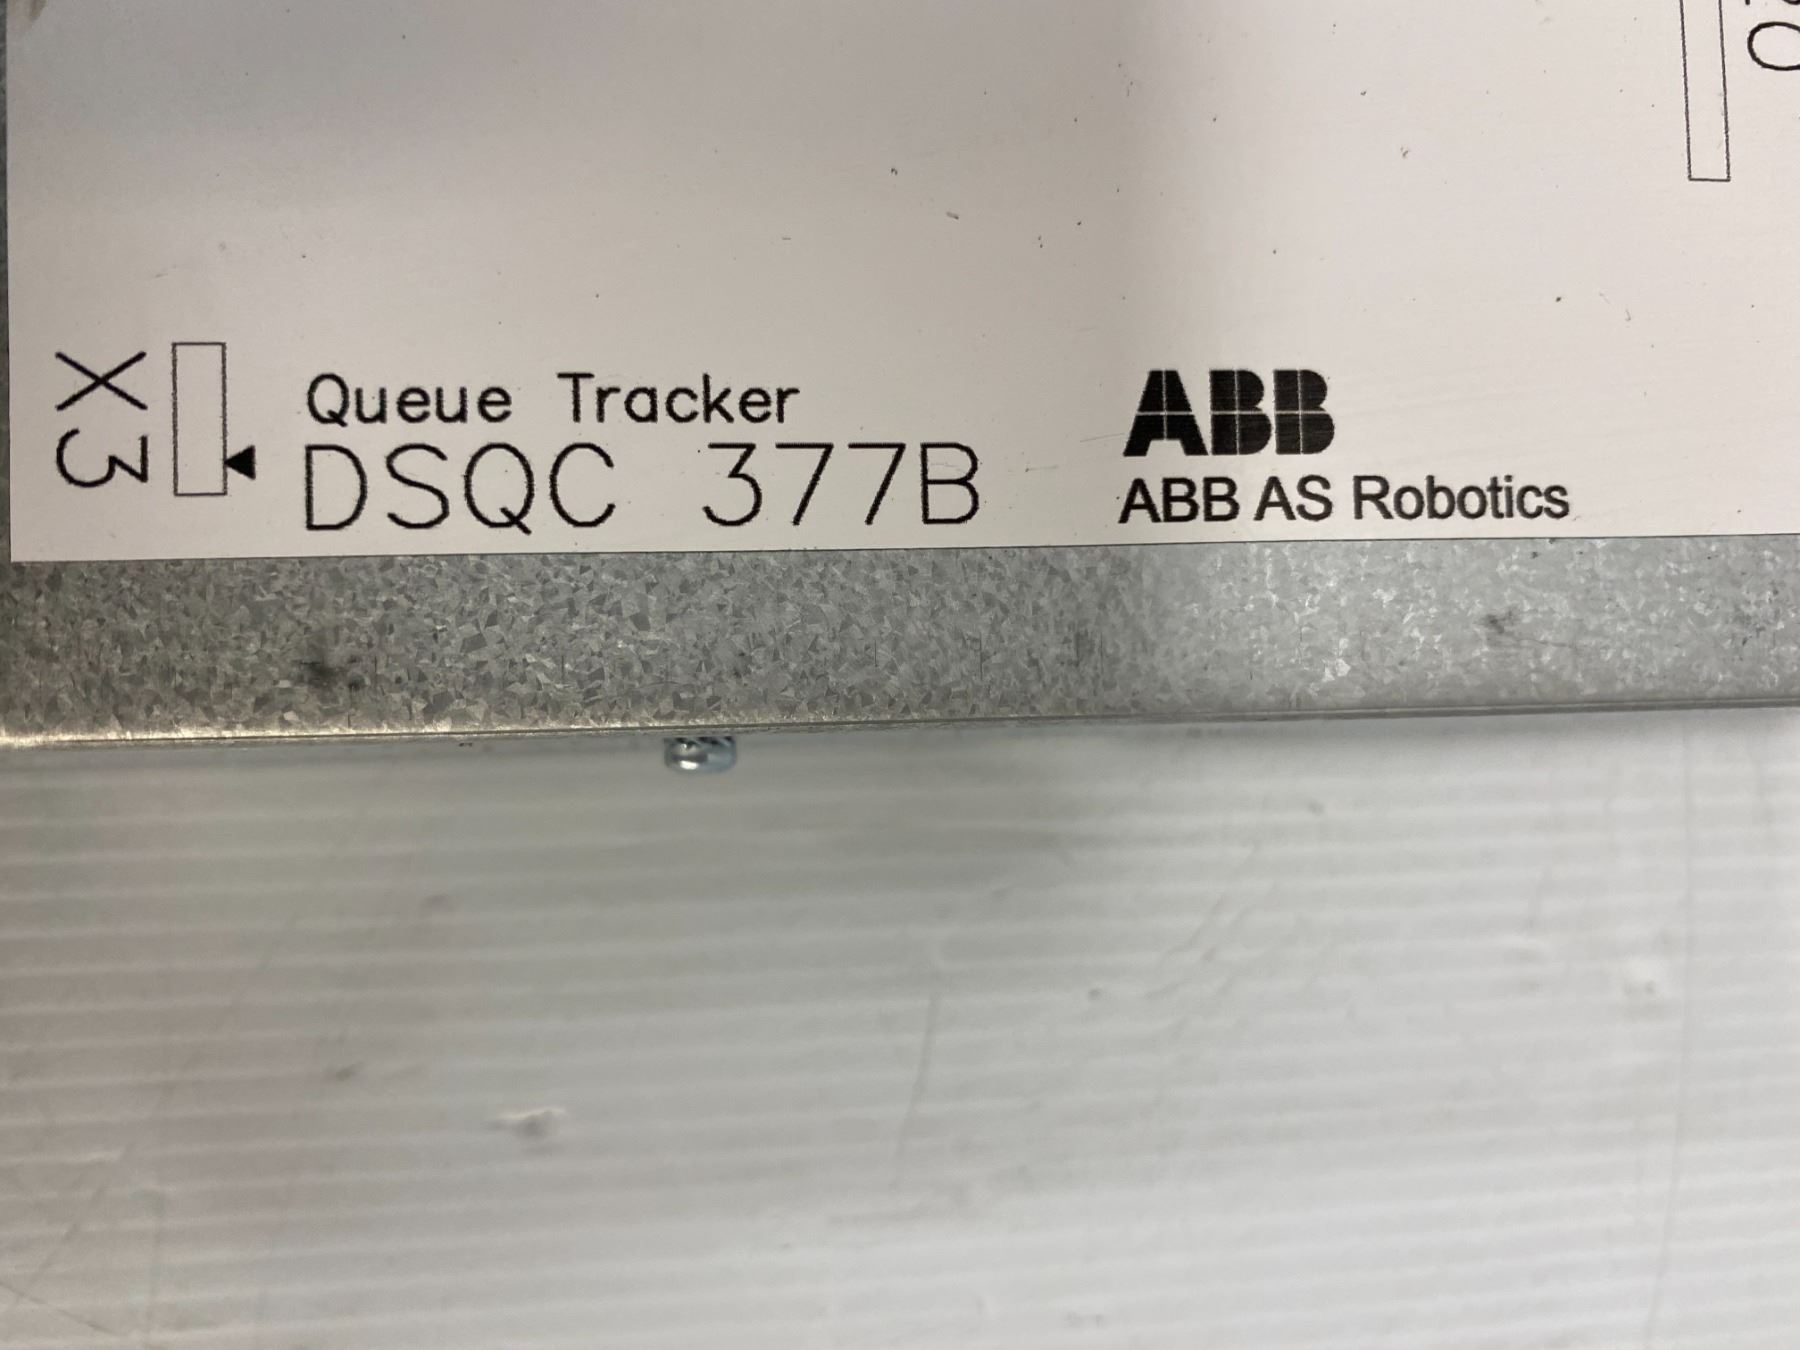 X3
Queue Tracker
DSQC 377B
ABB
ABB AS Robotics